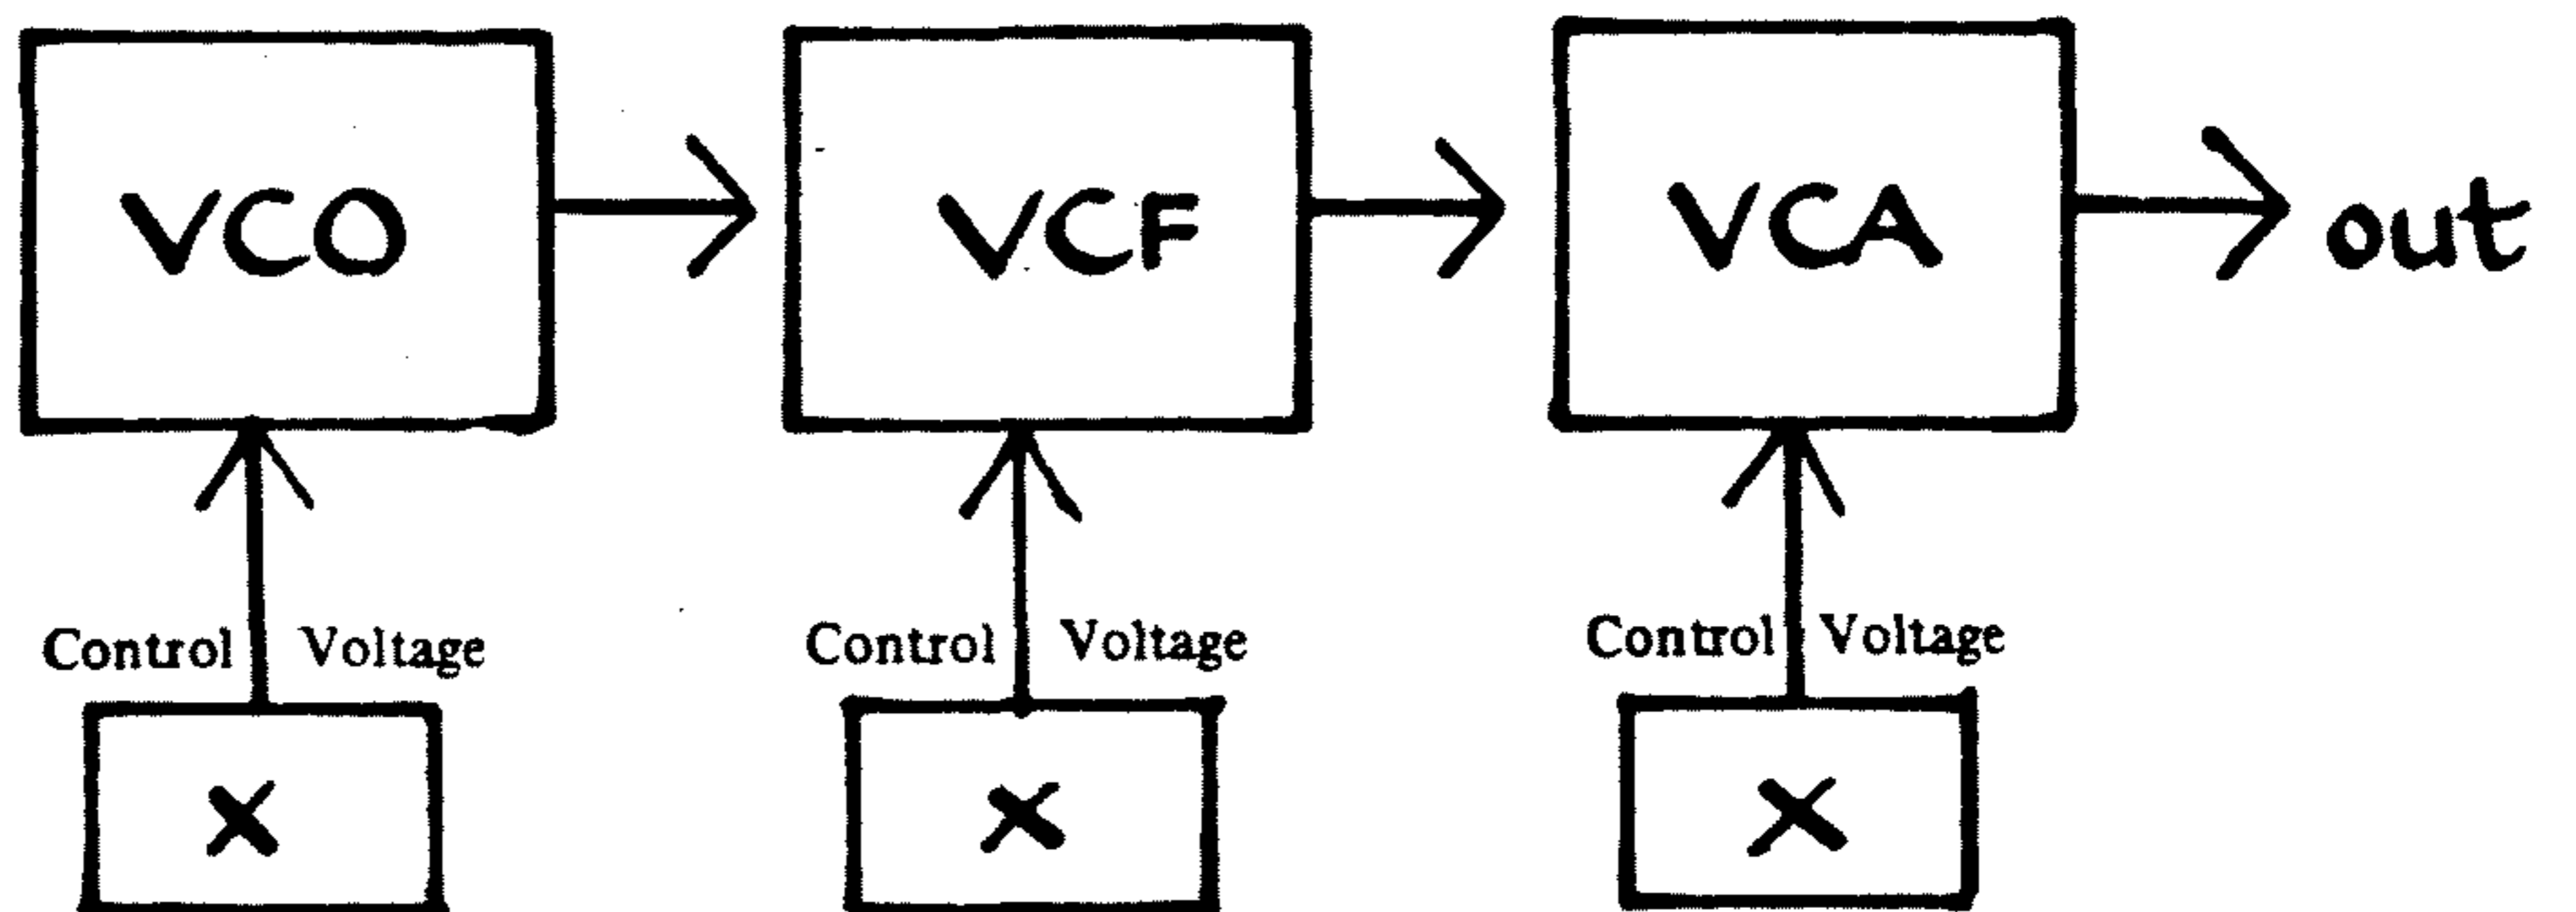 VCO VCF VCA out
Control Voltage Control Voltage Control Voltage
X X X